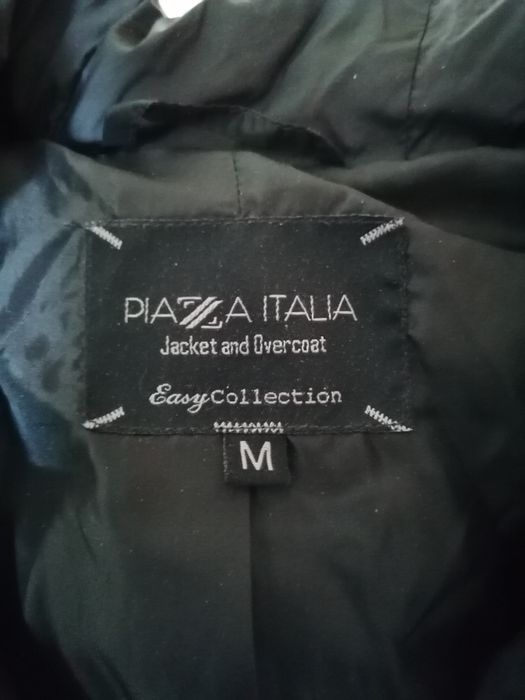 PIAZZA ITALIA
Jacket and Overcoat
Easy Collection
M